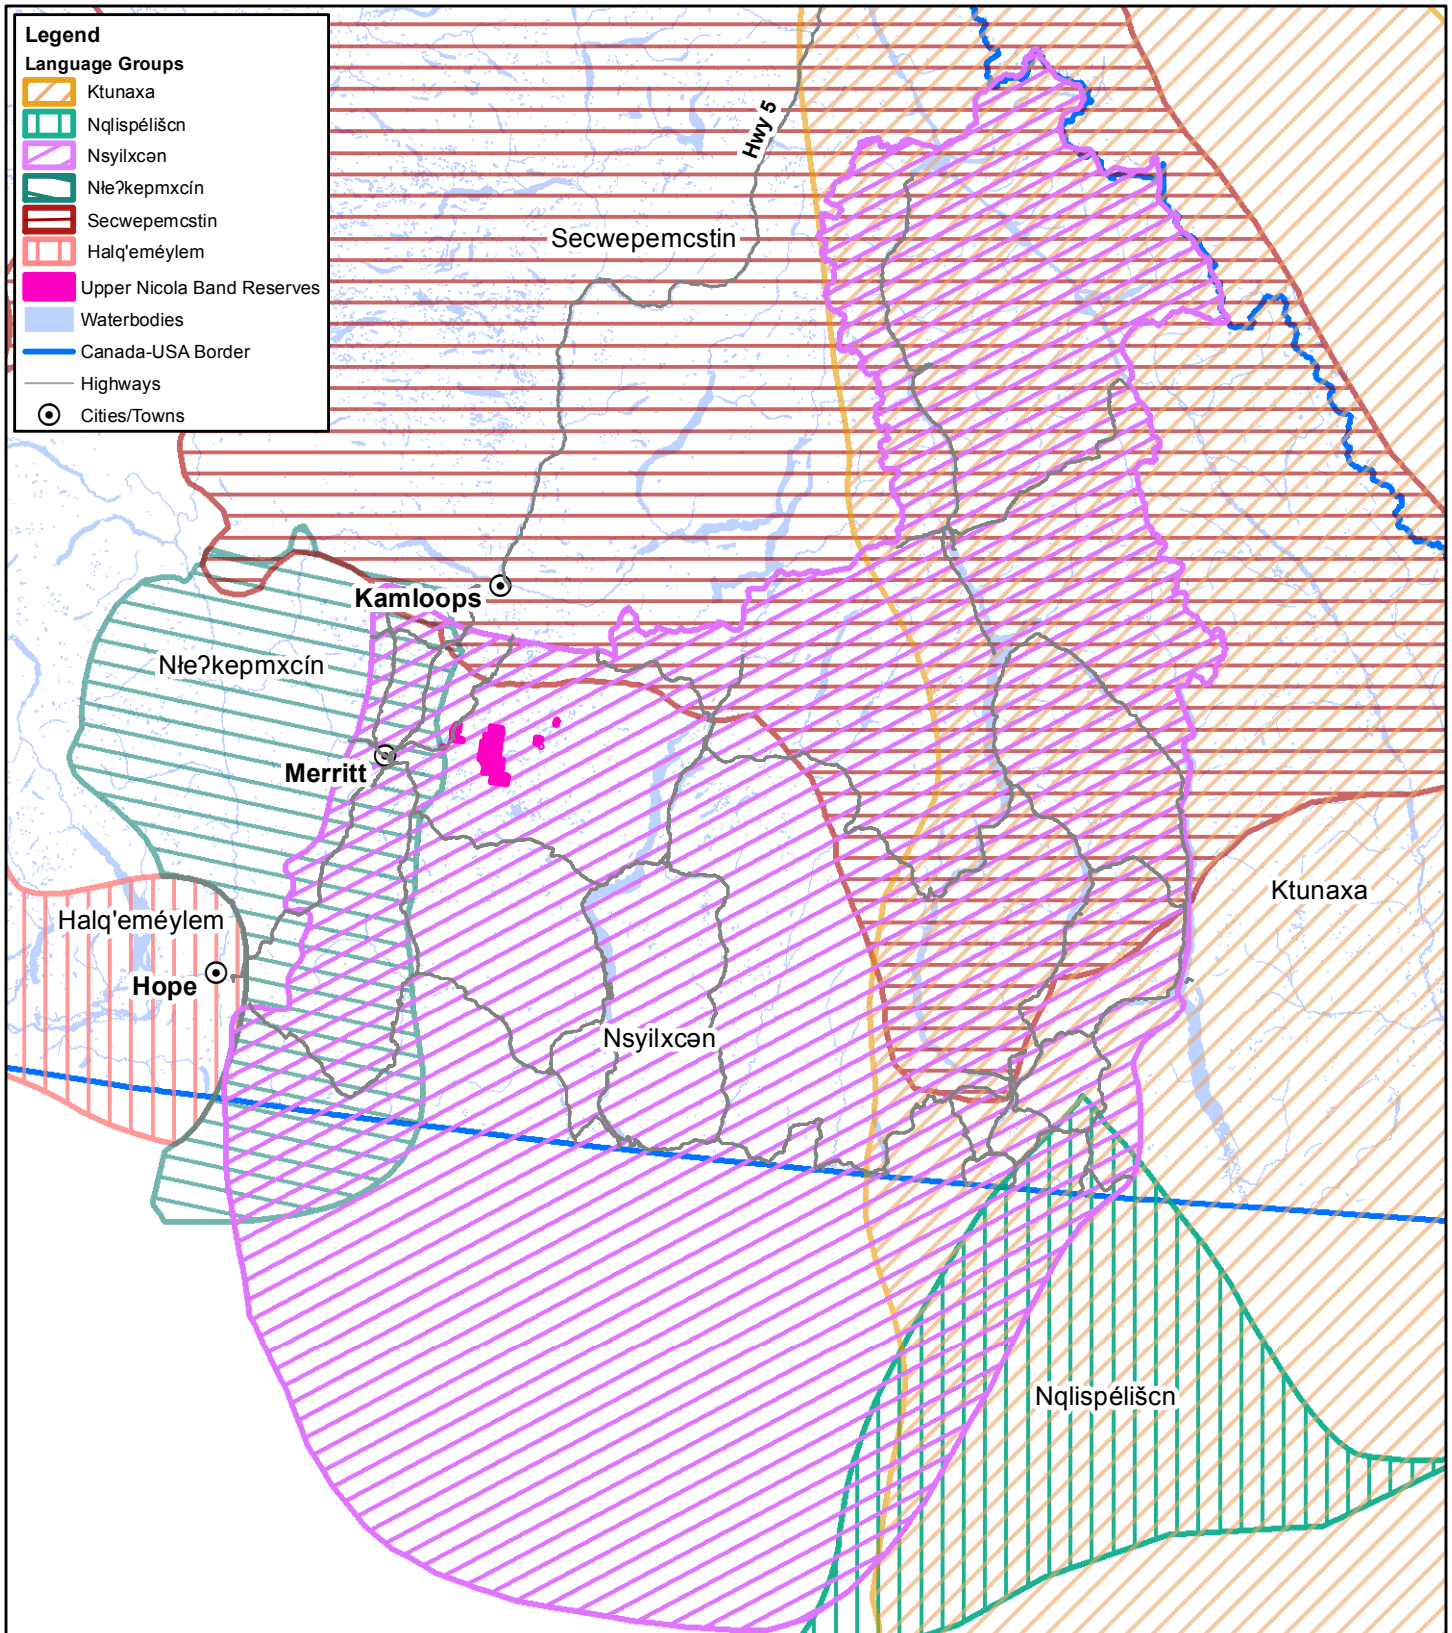 Legend
Language Groups
Ktunaxa
Nqlispélišcn
Nsyilxcən
Nłeʔkepmxcín
Secwepemcstin
Halq'eméylem
Upper Nicola Band Reserves
Waterbodies
Canada-USA Border
Highways
Cities/Towns
Hwy 5
Secwepemcstin
Kamloops
Nłeʔkepmxcín
Merritt
Ktunaxa
Halq'eméylem
Hope
Nsyilxcən
Nqlispélišcn